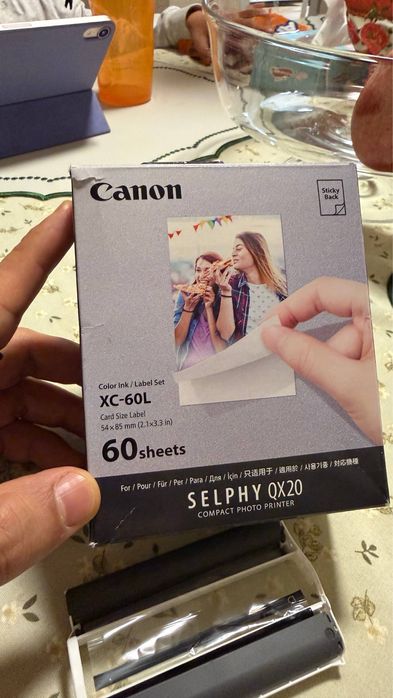 Canon
Sticky
Back
Color Ink / Label Set
XC-60L
Card Size Label
54×85 mm (2.1×3.3 in)
60 sheets
For / Pour / Für / Per / Para / Для / İçin / 只适用于 / 適用於 / 사용기종 / 対応機種
SELPHY QX20
COMPACT PHOTO PRINTER